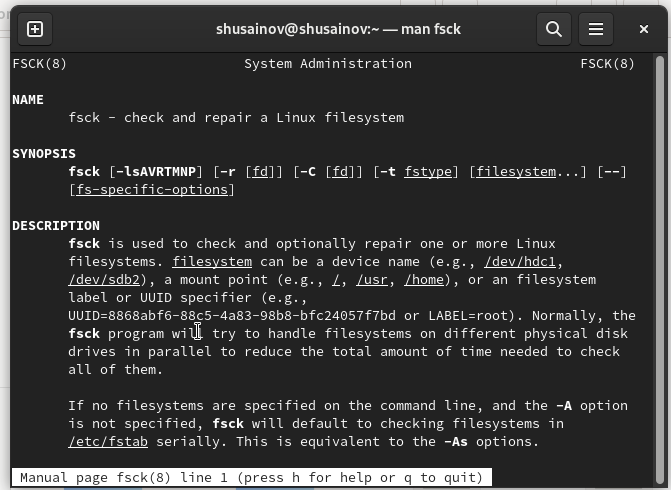 shusainov@shusainov:~ — man fsck
FSCK(8) System Administration FSCK(8)
NAME
fsck - check and repair a Linux filesystem
SYNOPSIS
fsck [-lsAVRTMNP] [-r [fd]] [-C [fd]] [-t fstype] [filesystem...] [--]
[fs-specific-options]
DESCRIPTION
fsck is used to check and optionally repair one or more Linux
filesystems. filesystem can be a device name (e.g., /dev/hdc1,
/dev/sdb2), a mount point (e.g., /, /usr, /home), or an filesystem
label or UUID specifier (e.g.,
UUID=8868abf6-88c5-4a83-98b8-bfc24057f7bd or LABEL=root). Normally, the
fsck program will try to handle filesystems on different physical disk
drives in parallel to reduce the total amount of time needed to check
all of them.
If no filesystems are specified on the command line, and the -A option
is not specified, fsck will default to checking filesystems in
/etc/fstab serially. This is equivalent to the -As options.
Manual page fsck(8) line 1 (press h for help or q to quit)